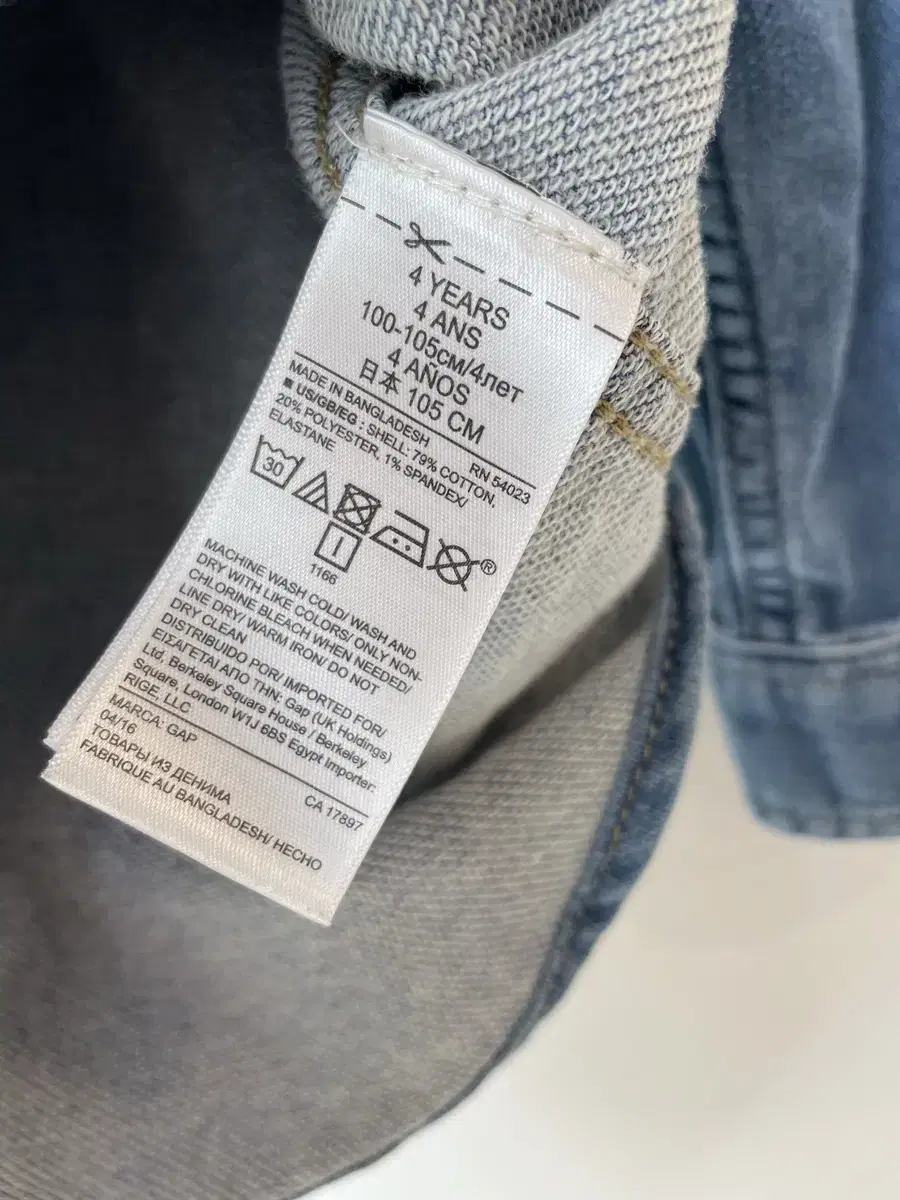 4 YEARS
4 ANS
100-105см/4лет
4 AÑOS
日本 105 CM
MADE IN BANGLADESH RN 54023
■ US/GB/EG : SHELL: 79% COTTON,
20% POLYESTER, 1% SPANDEX/
ELASTANE
30
1166
MACHINE WASH COLD/ WASH AND
DRY WITH LIKE COLORS/ ONLY NON-
CHLORINE BLEACH WHEN NEEDED/
LINE DRY/ WARM IRON/ DO NOT
DRY CLEAN
DISTRIBUIDO POR/ IMPORTED FOR/
ΕΙΣΑΓΕΤΑΙ ΑΠΟ ΤΗΝ: Gap (UK Holdings)
Ltd. Berkeley Square House / Berkeley
Square, London W1J 6BS Egypt Importer:
RIGE, LLC
MARCA: GAP CA 17897
04/16
ТОВАРЫ ИЗ ДЕНИМА
FABRIQUE AU BANGLADESH/ HECHO